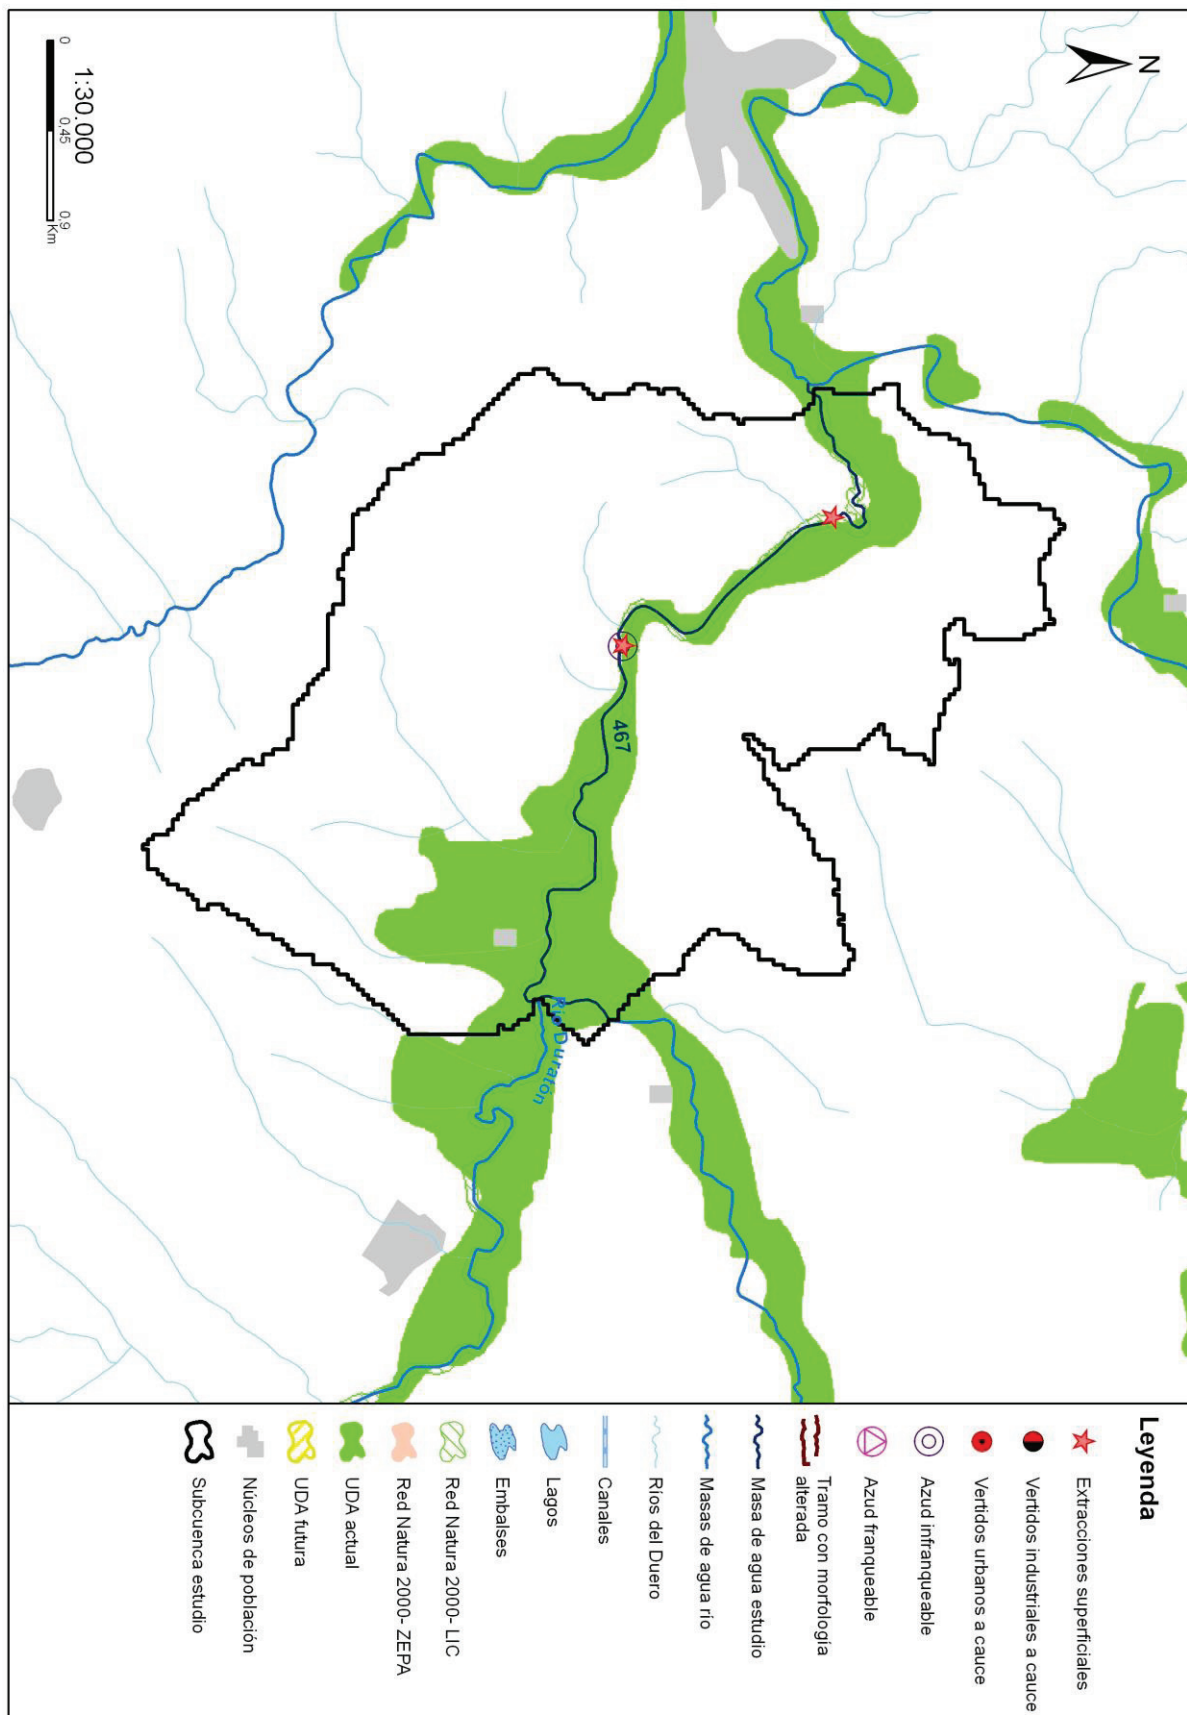 N
1:30.000
0
0,45
0,9
Km
467
Río Duratón
Leyenda
Extracciones superficiales
Vertidos industriales a cauce
Vertidos urbanos a cauce
Azud infranqueable
Azud franqueable
Tramo con morfología
alterada
Masa de agua estudio
Masas de agua río
Ríos del Duero
Canales
Lagos
Embalses
Red Natura 2000- LIC
Red Natura 2000- ZEPA
UDA actual
UDA futura
Núcleos de población
Subcuenca estudio